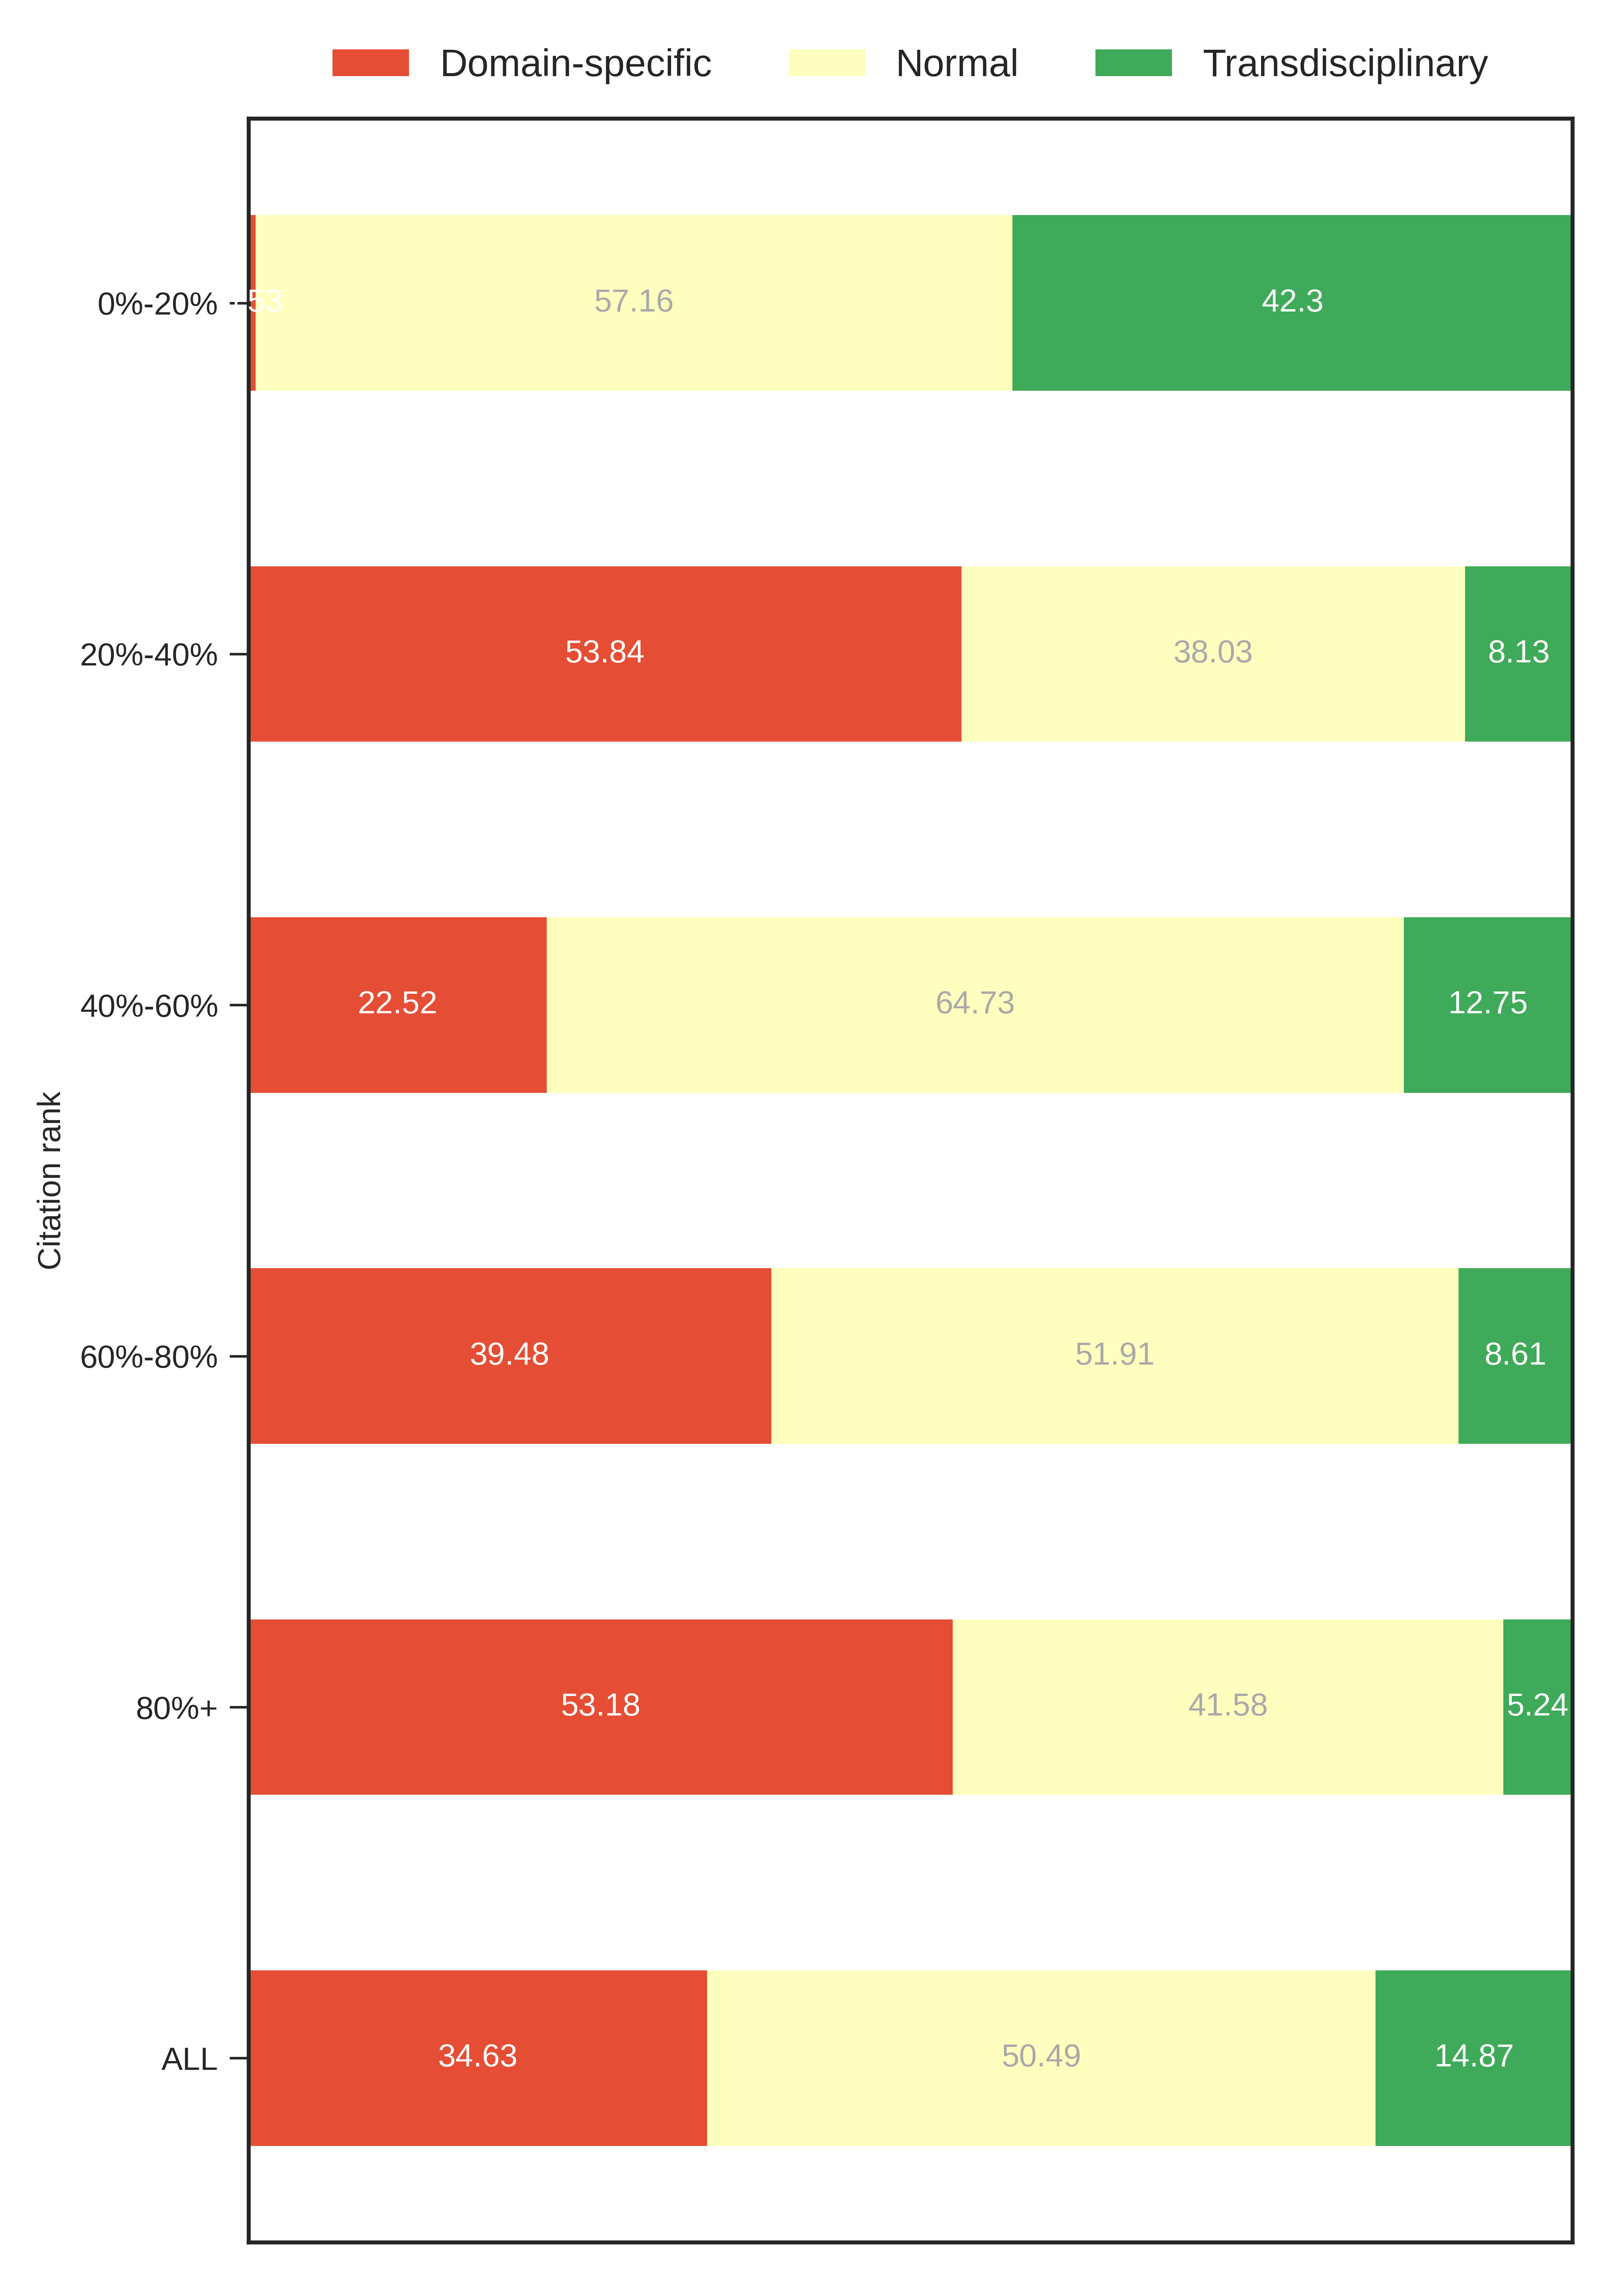 Domain-specific Normal Transdisciplinary
0%-20% 53 57.16 42.3
20%-40% 53.84 38.03 8.13
40%-60% 22.52 64.73 12.75
Citation rank
60%-80% 39.48 51.91 8.61
80%+ 53.18 41.58 5.24
ALL 34.63 50.49 14.87